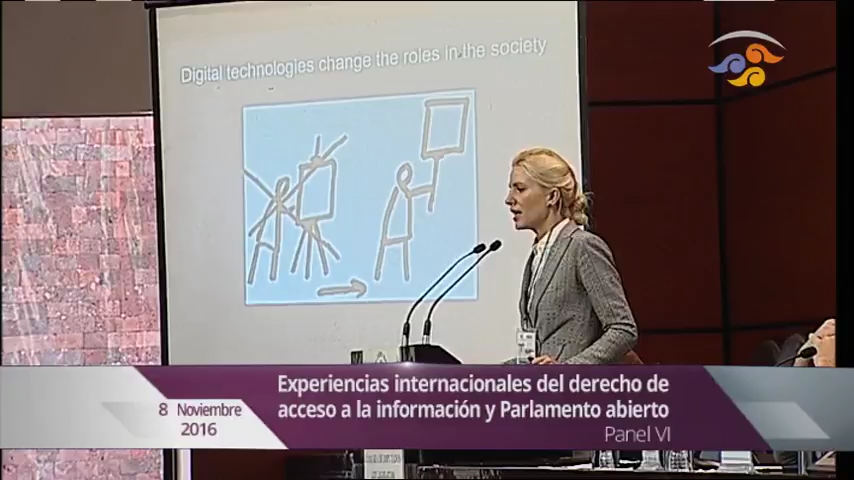 Digital technologies change the roles in the society
8 Noviembre
2016
Experiencias internacionales del derecho de
acceso a la información y Parlamento abierto
Panel VI